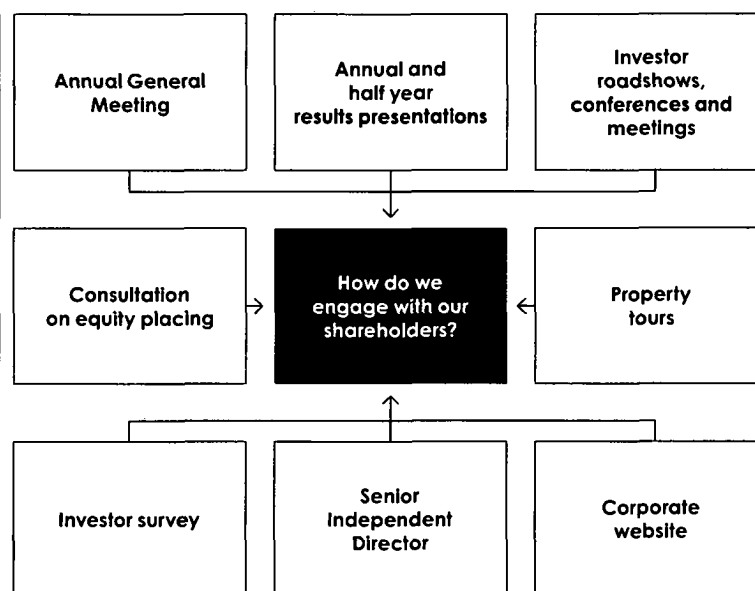 Annual General
Meeting
Annual and
half year
results presentations
Investor
roadshows,
conferences and
meetings
Consultation
on equity placing
How do we
engage with our
shareholders?
Property
tours
Investor survey
Senior
Independent
Director
Corporate
website